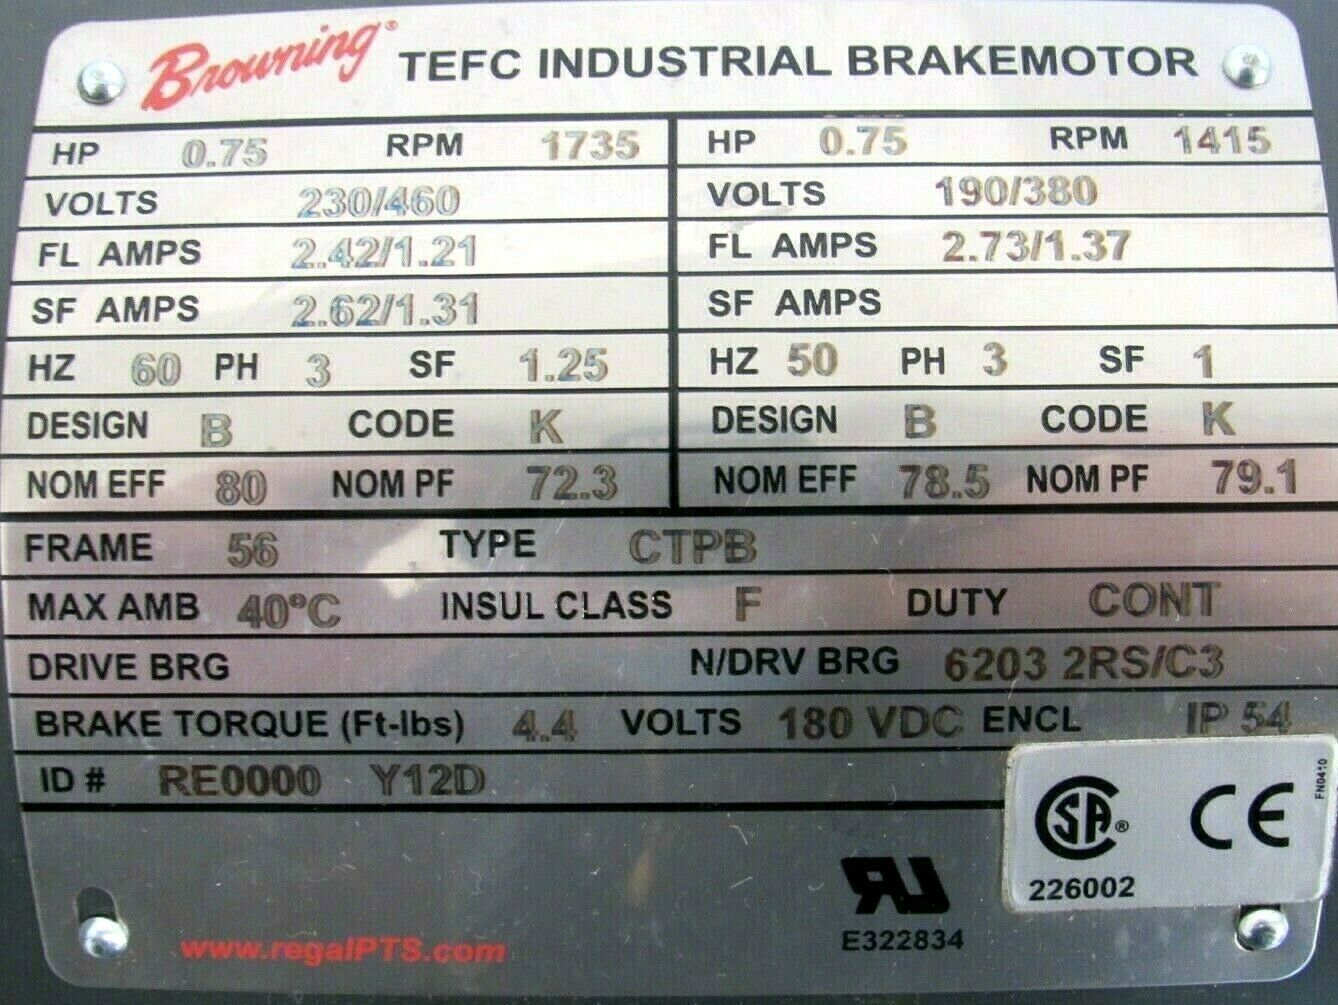 Browning® TEFC INDUSTRIAL BRAKEMOTOR
HP 0.75 RPM 1735 HP 0.75 RPM 1415
VOLTS 230/460 VOLTS 190/380
FL AMPS 2.42/1.21 FL AMPS 2.73/1.37
SF AMPS 2.62/1.31 SF AMPS
HZ 60 PH 3 SF 1.25 HZ 50 PH 3 SF 1
DESIGN B CODE K DESIGN B CODE K
NOM EFF 80 NOM PF 72.3 NOM EFF 78.5 NOM PF 79.1
FRAME 56 TYPE CTPB
MAX AMB 40°C INSUL CLASS F DUTY CONT
DRIVE BRG N/DRV BRG 6203 2RS/C3
BRAKE TORQUE (Ft-lbs) 4.4 VOLTS 180 VDC ENCL IP 54
ID # RE0000 Y12D
FN0410
CSA® CE
226002
RU
E322834
www.regalPTS.com